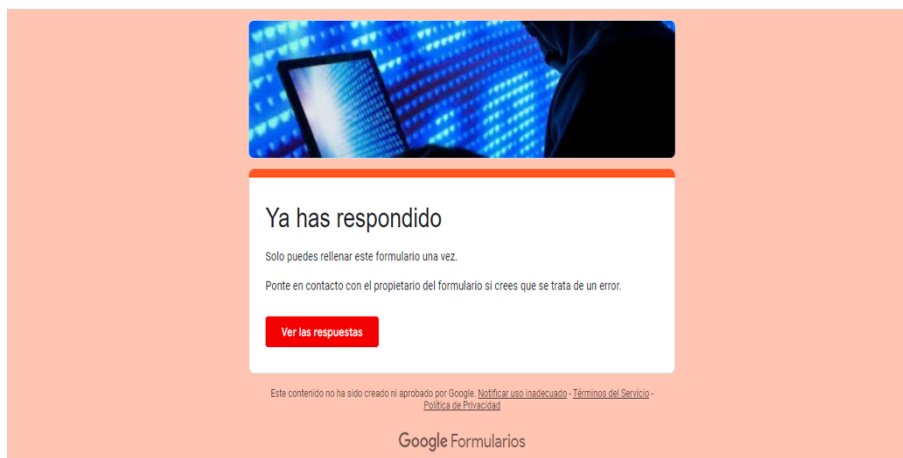 Ya has respondido
Solo puedes rellenar este formulario una vez.
Ponte en contacto con el propietario del formulario si crees que se trata de un error.
Ver las respuestas
Este contenido no ha sido creado ni aprobado por Google. Notificar uso inadecuado - Términos del Servicio -
Política de Privacidad
Google Formularios